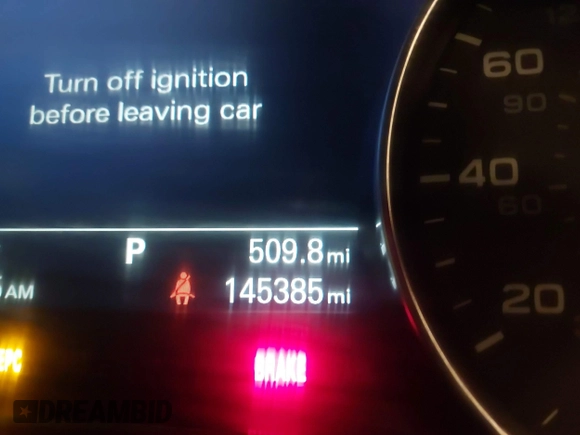 Turn off ignition
before leaving car
P 509.8 mi
AM 145385 mi
EPC
BRAKE
60
90
40
60
20
DREAMBID